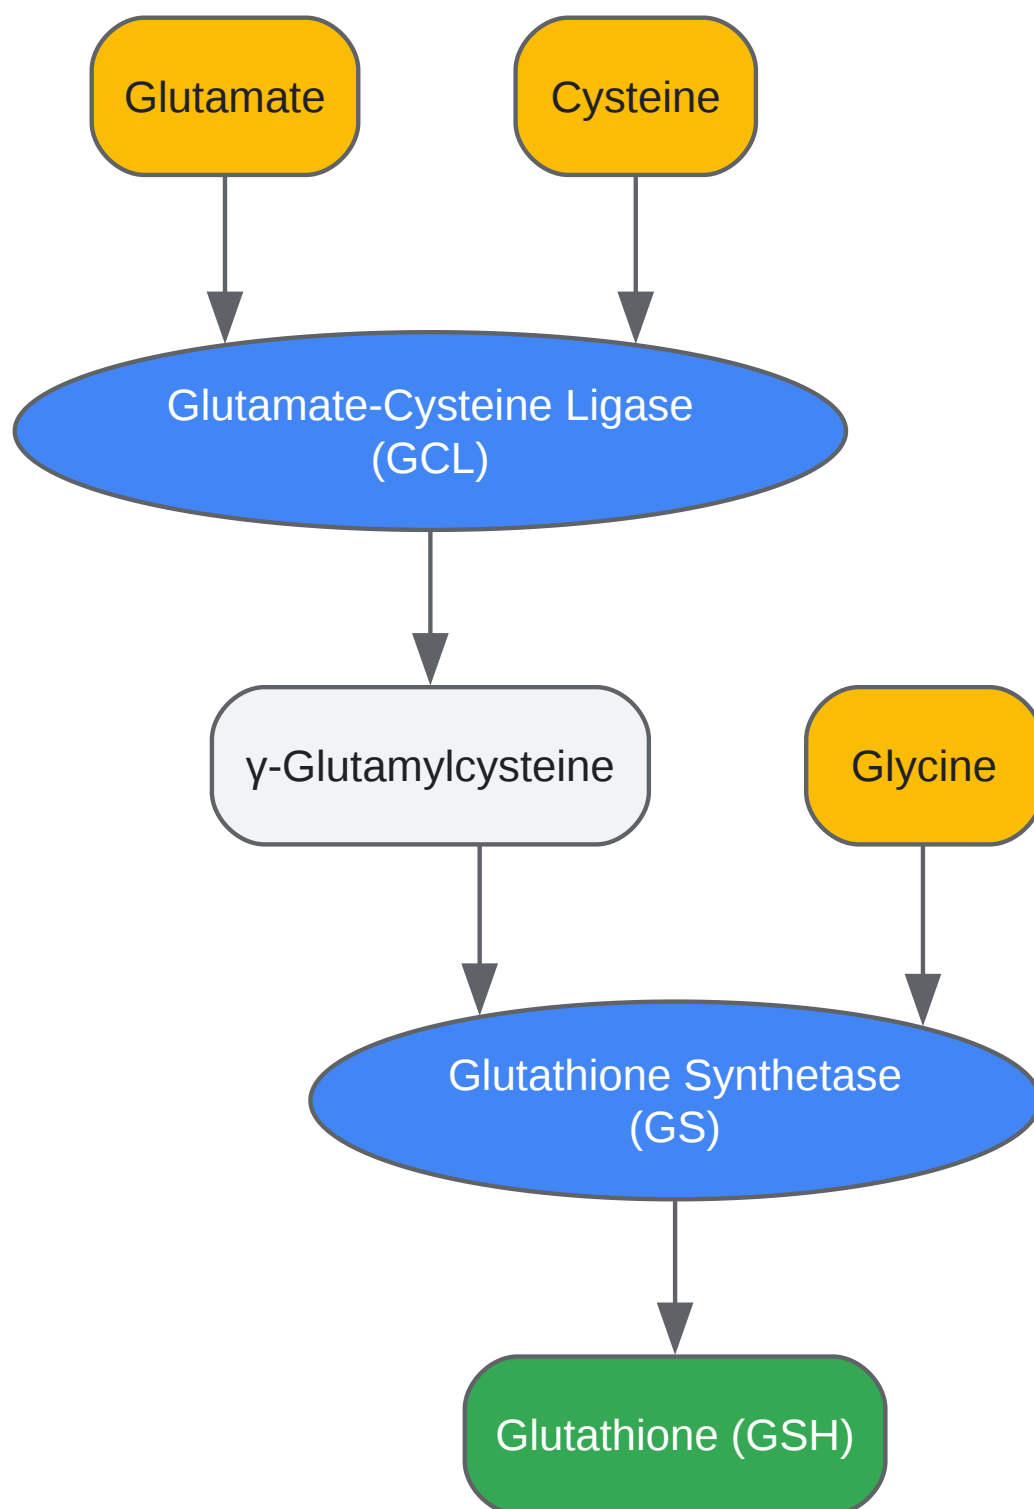 Glutamate
Cysteine
Glutamate-Cysteine Ligase
(GCL)
γ-Glutamylcysteine
Glycine
Glutathione Synthetase
(GS)
Glutathione (GSH)